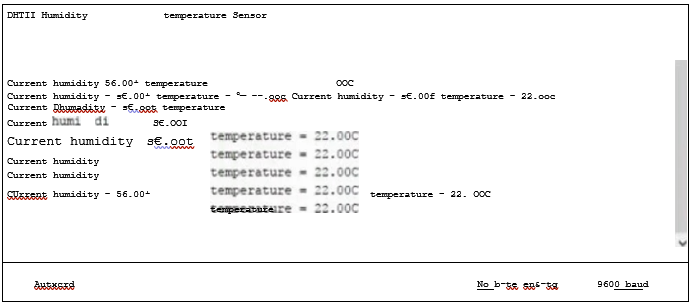 DHTII Humidity temperature Sensor
Current humidity 56.00⁺ temperature OOC
Current humidity - s€.00⁺ temperature - °— --.ooc Current humidity - s€.00f temperature - 22.ooc
Current Dhumadity - s€.oot temperature
Current humi di S€.OOI
Current humidity s€.oot temperature = 22.00C
temperature = 22.00C
Current humidity temperature = 22.00C
Current humidity
CUrrent humidity - 56.00⁺ temperature = 22.00C temperature - 22. OOC
temperature = 22.00C
Autxcrd No b-te en&-tg 9600 baud